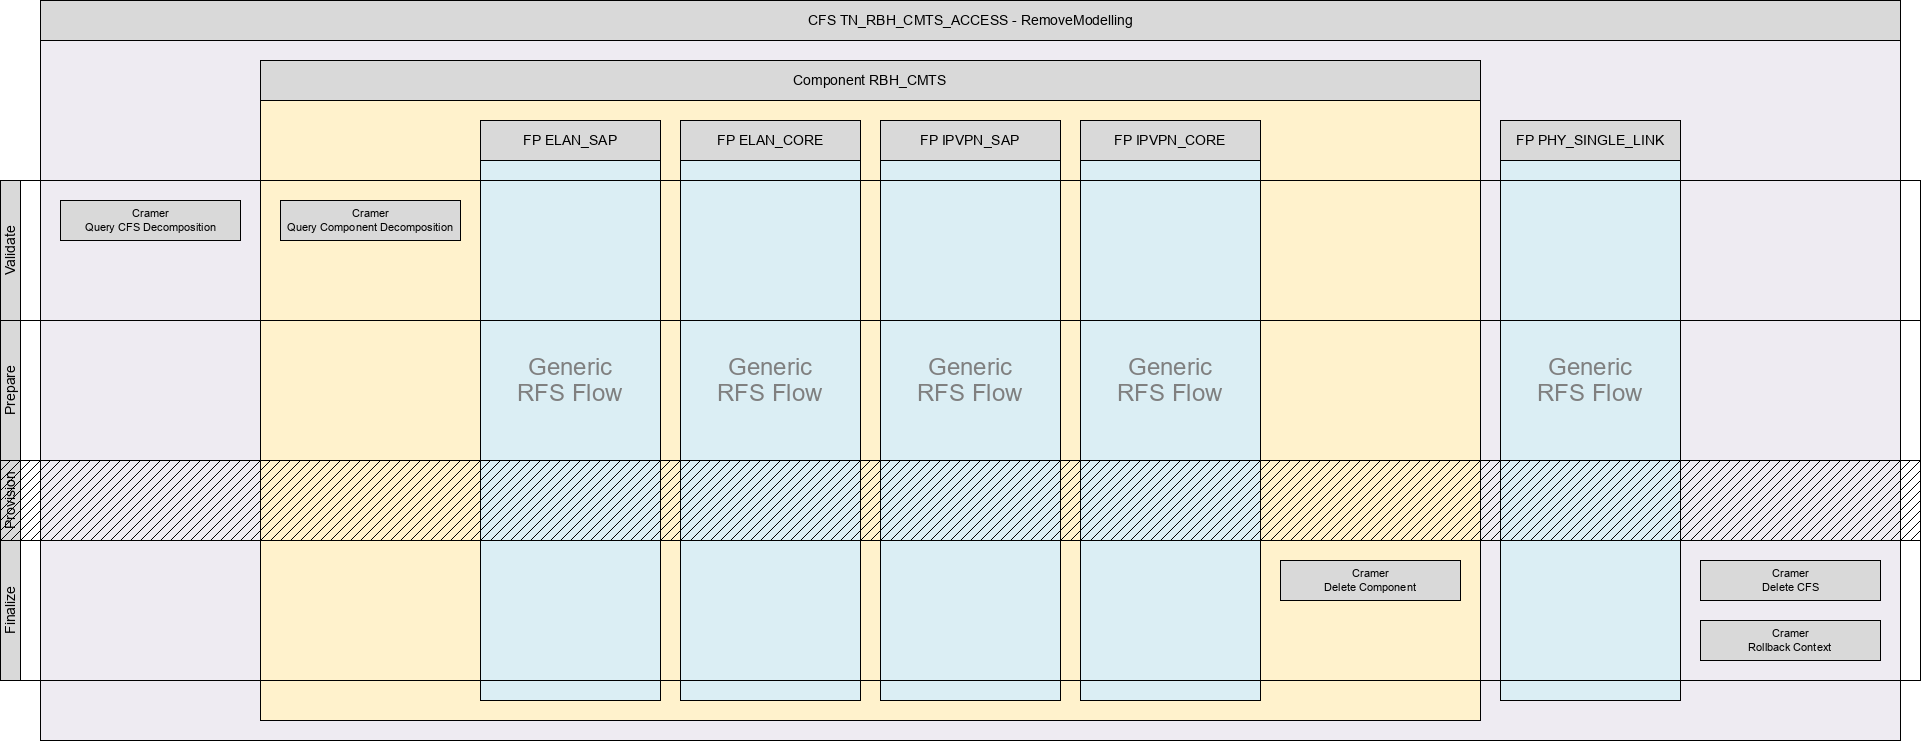 CFS TN_RBH_CMTS_ACCESS - RemoveModelling
Component RBH_CMTS
FP ELAN_SAP
FP ELAN_CORE
FP IPVPN_SAP
FP IPVPN_CORE
FP PHY_SINGLE_LINK
Validate
Cramer
Query CFS Decomposition
Cramer
Query Component Decomposition
Prepare
Generic
RFS Flow
Generic
RFS Flow
Generic
RFS Flow
Generic
RFS Flow
Generic
RFS Flow
Provision
Finalize
Cramer
Delete Component
Cramer
Delete CFS
Cramer
Rollback Context